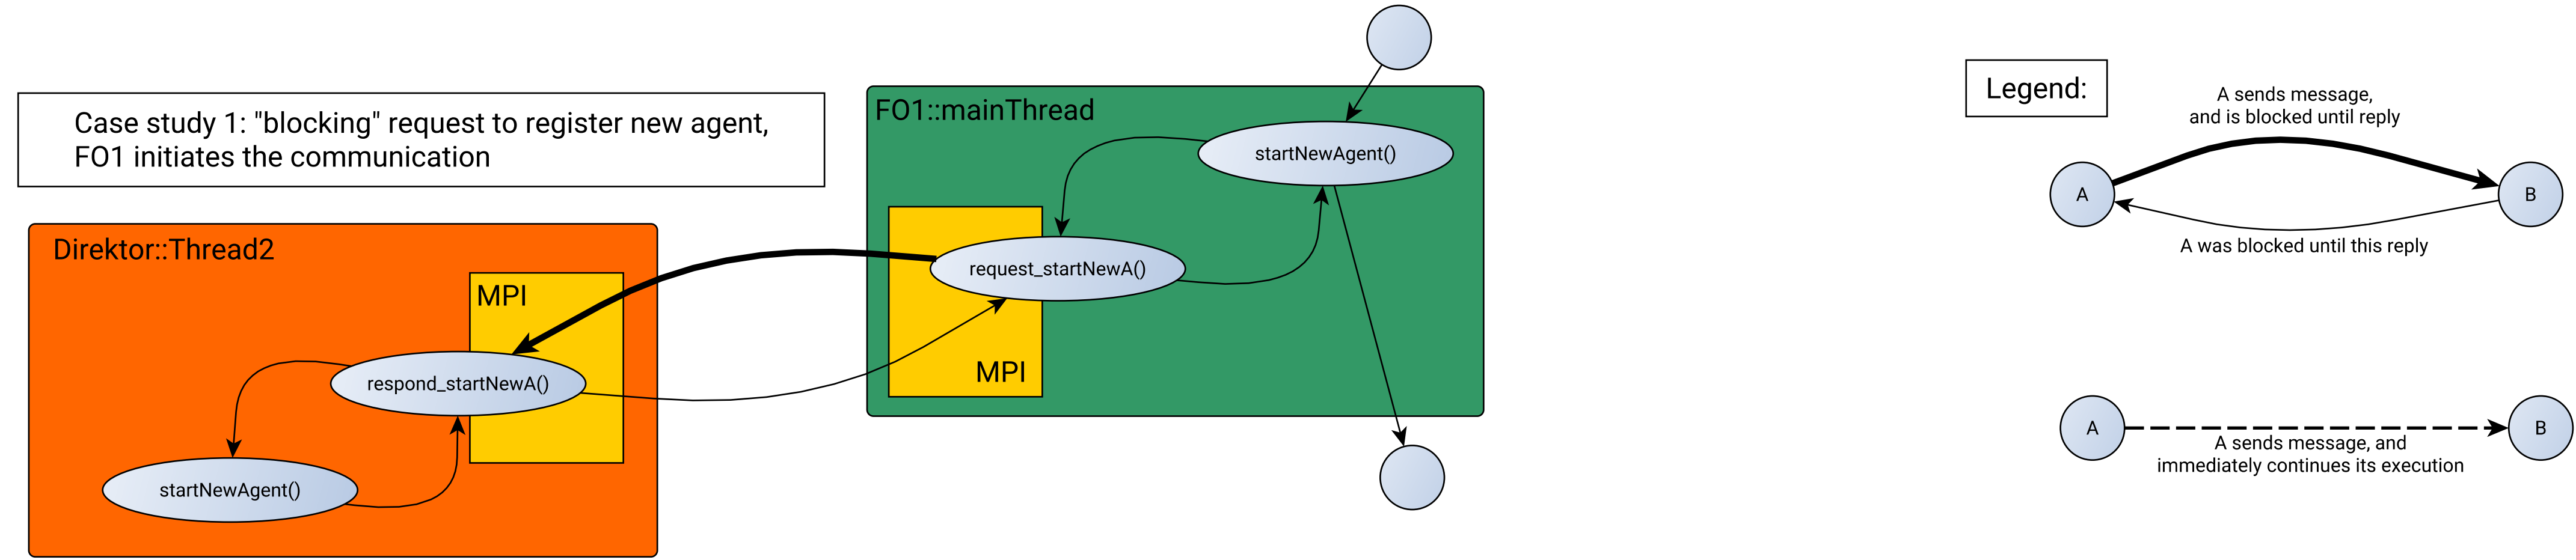 Case study 1: "blocking" request to register new agent,
FO1 initiates the communication
Direktor::Thread2
MPI
respond_startNewA()
startNewAgent()
FO1::mainThread
startNewAgent()
request_startNewA()
MPI
Legend:
A sends message,
and is blocked until reply
A
B
A was blocked until this reply
A
B
A sends message, and
immediately continues its execution